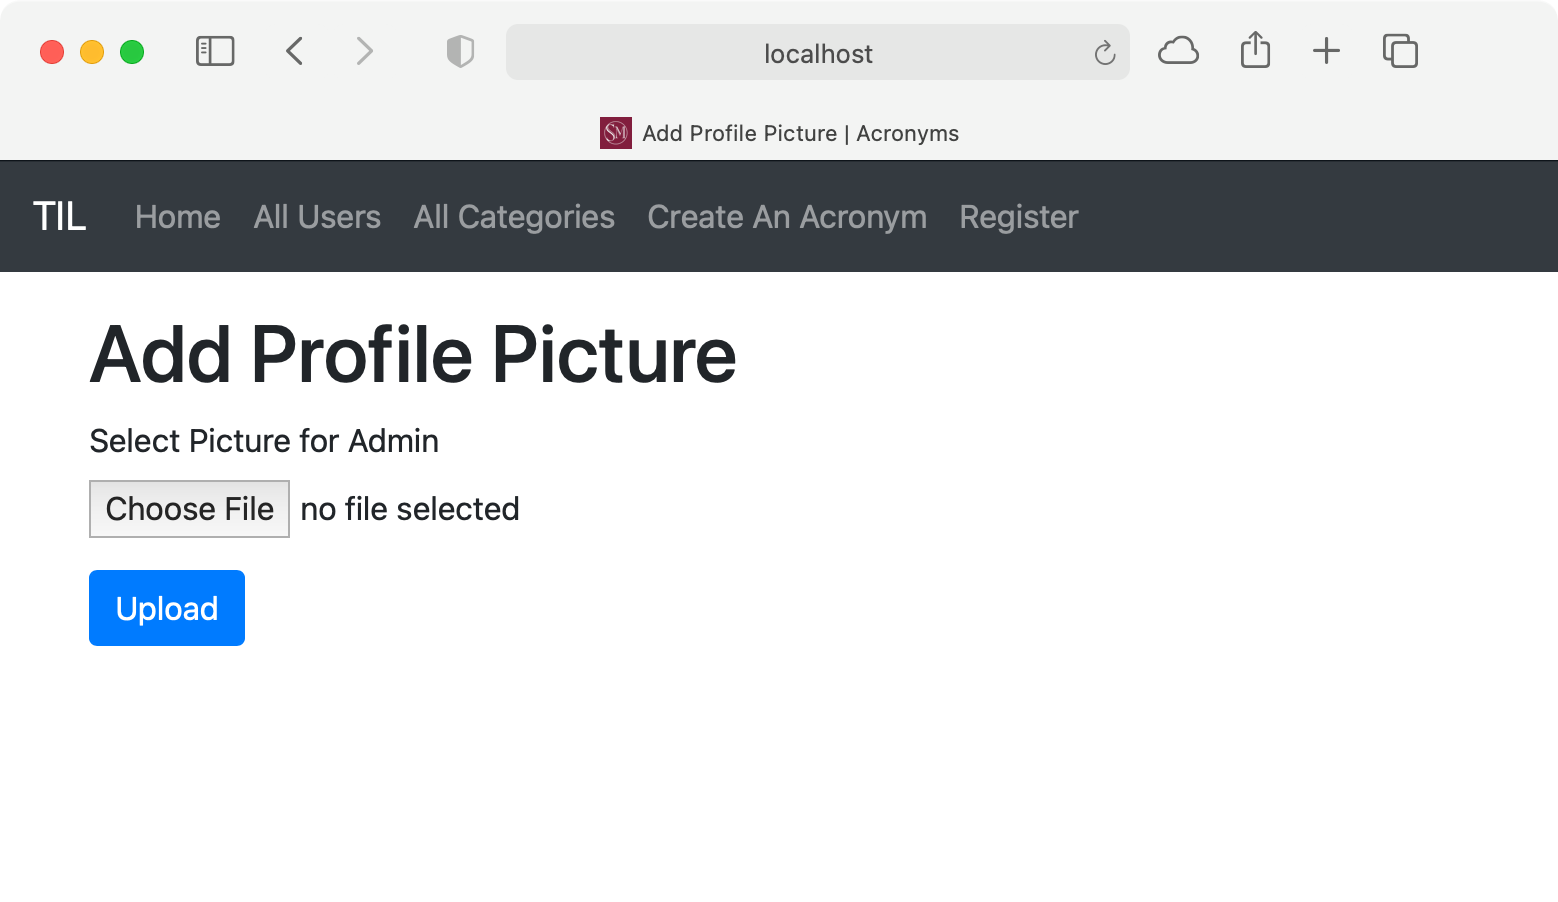 localhost
SM Add Profile Picture | Acronyms
TIL Home All Users All Categories Create An Acronym Register
Add Profile Picture
Select Picture for Admin
Choose File no file selected
Upload